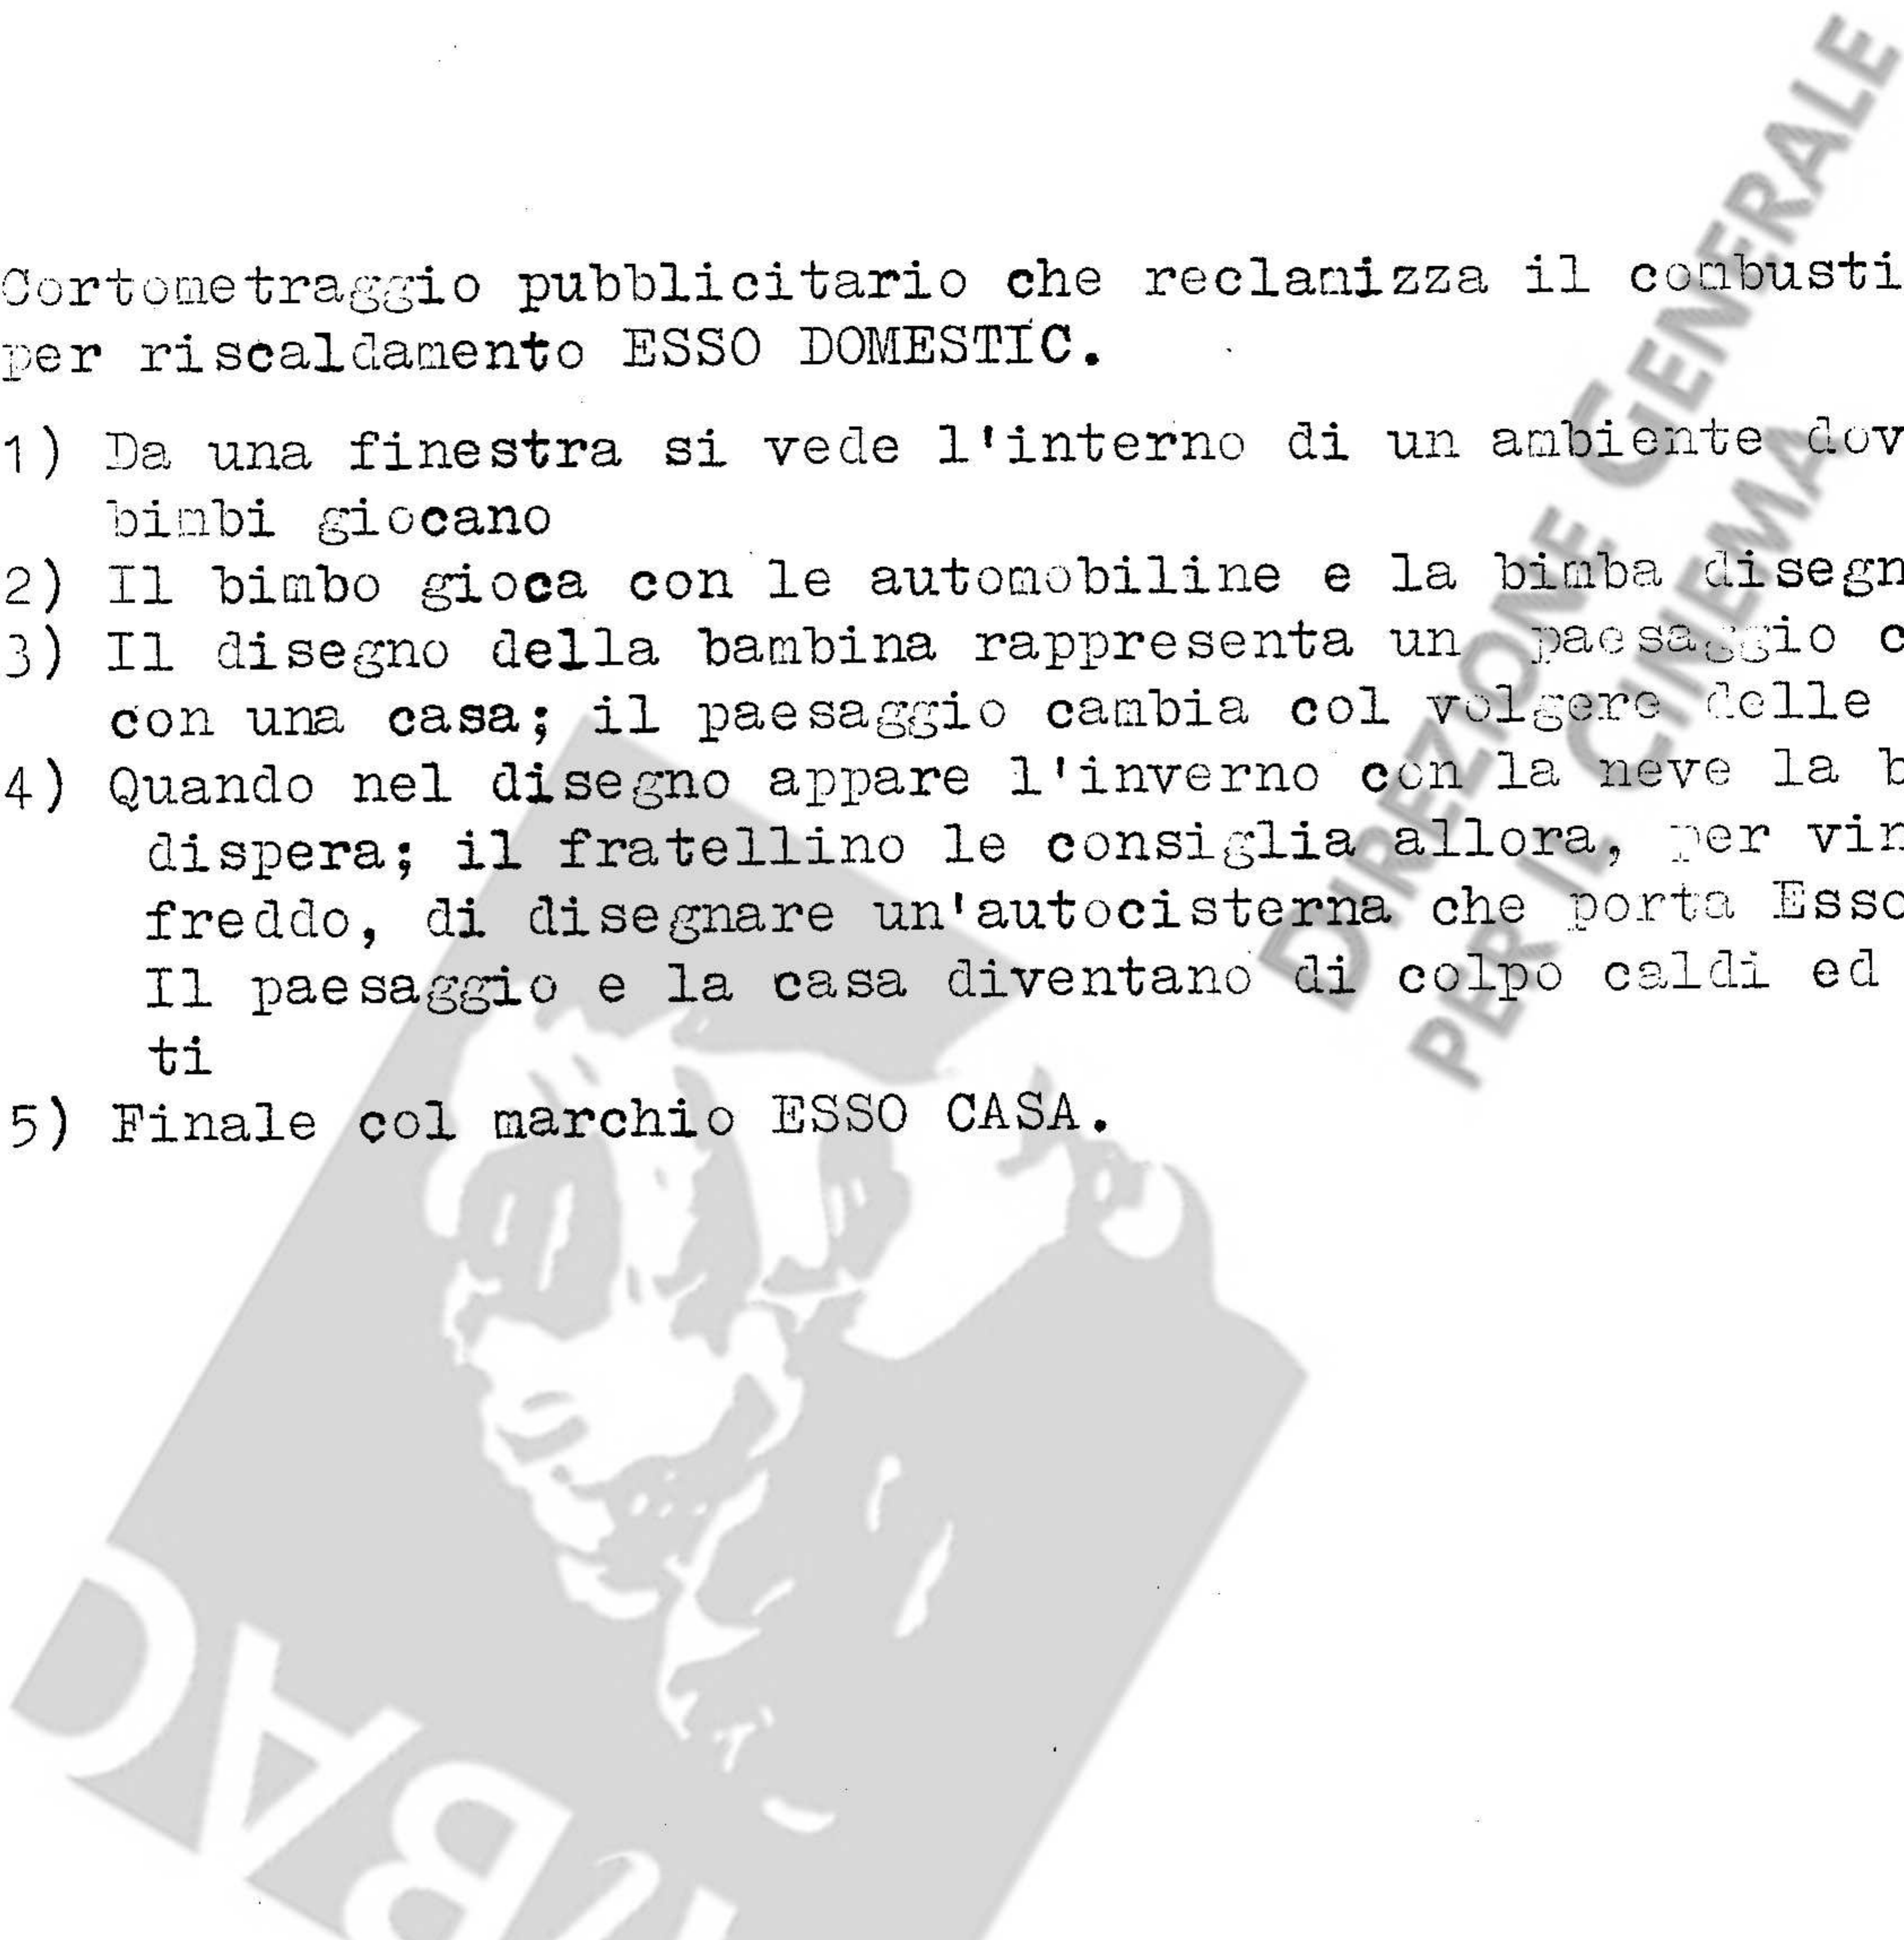 Cortometraggio pubblicitario che reclamizza il combusti
per riscaldamento ESSO DOMESTIC.
1) Da una finestra si vede l'interno di un ambiente dov
bimbi giocano
2) Il bimbo gioca con le automobiline e la bimba disegn
3) Il disegno della bambina rappresenta un paesaggio c
con una casa; il paesaggio cambia col volgere delle
4) Quando nel disegno appare l'inverno con la neve la b
dispera; il fratellino le consiglia allora, per vin
freddo, di disegnare un'autocisterna che porta Esso
Il paesaggio e la casa diventano di colpo caldi ed
ti
5) Finale col marchio ESSO CASA.
DIREZIONE GENERALE
PER IL CINEMA